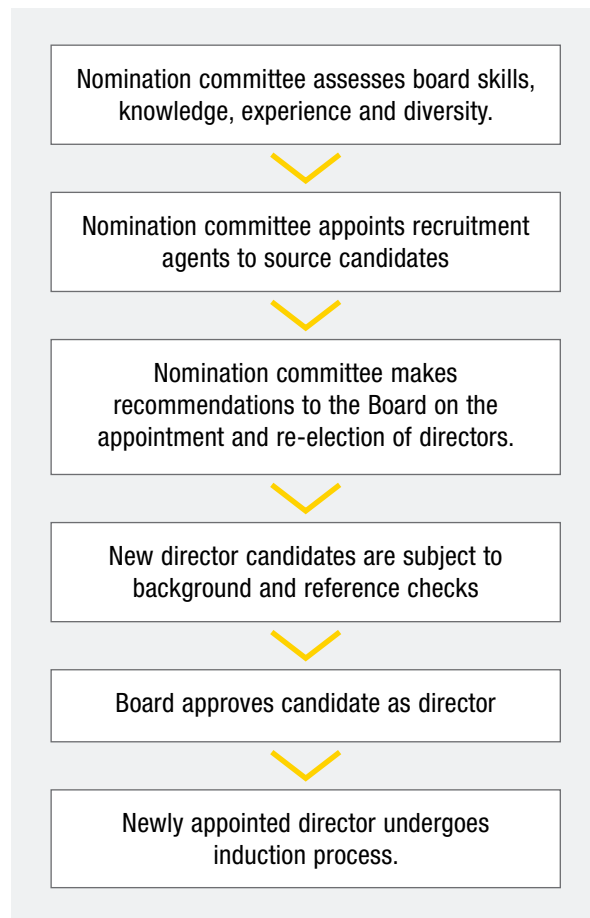 Nomination committee assesses board skills,
knowledge, experience and diversity.
Nomination committee appoints recruitment
agents to source candidates
Nomination committee makes
recommendations to the Board on the
appointment and re-election of directors.
New director candidates are subject to
background and reference checks
Board approves candidate as director
Newly appointed director undergoes
induction process.